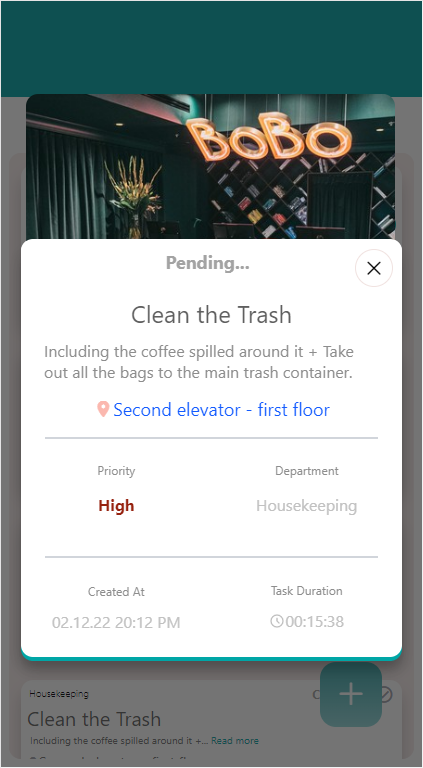 BoBo
Pending...
Clean the Trash
Including the coffee spilled around it + Take
out all the bags to the main trash container.
Second elevator - first floor
Priority
Department
High
Housekeeping
Created At
Task Duration
02.12.22 20:12 PM
00:15:38
Housekeeping
Clean the Trash
Including the coffee spilled around it +... Read more